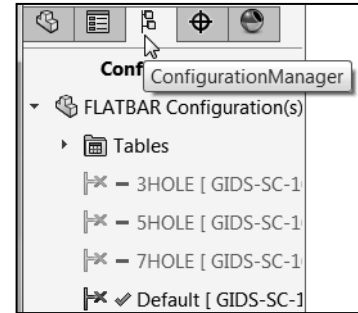 Conf
ConfigurationManager
FLATBAR Configuration(s)
Tables
3HOLE [ GIDS-SC-1
5HOLE [ GIDS-SC-1
7HOLE [ GIDS-SC-1
Default [ GIDS-SC-1